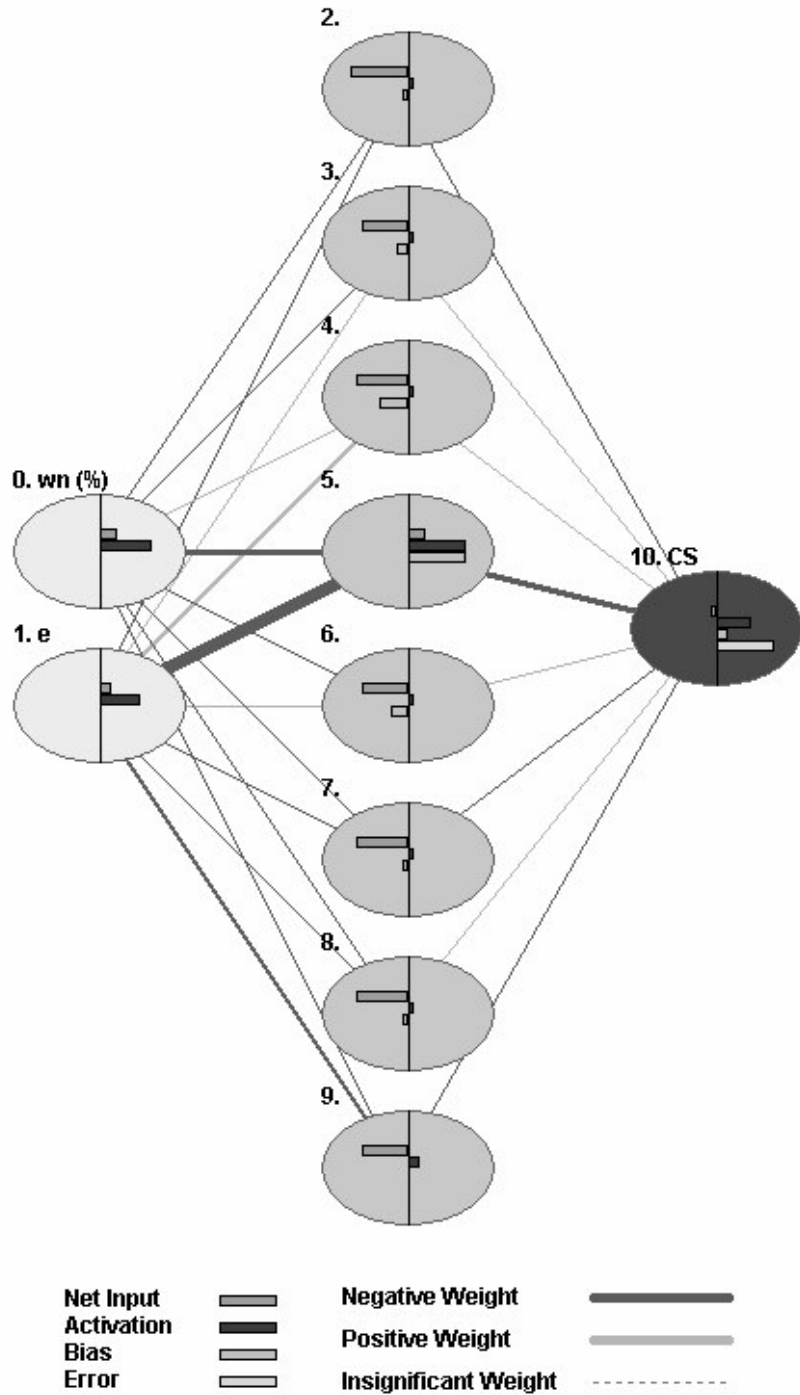 2.
3.
4.
0. wn (%)
5.
10. CS
1. e
6.
7.
8.
9.
Net Input
Negative Weight
Activation
Positive Weight
Bias
Error
Insignificant Weight